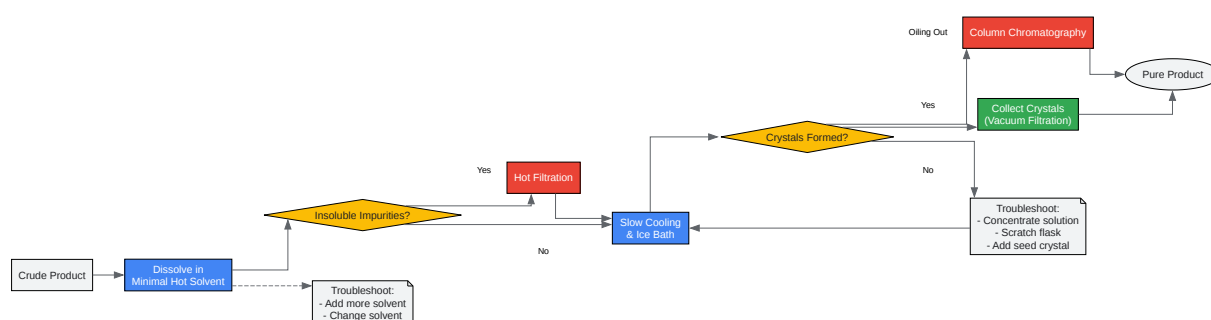 Crude Product
Dissolve in
Minimal Hot Solvent
Troubleshoot:
- Add more solvent
- Change solvent
Insoluble Impurities?
Yes
Hot Filtration
No
Slow Cooling
& Ice Bath
Crystals Formed?
Oiling Out
Column Chromatography
Yes
Collect Crystals
(Vacuum Filtration)
Pure Product
No
Troubleshoot:
- Concentrate solution
- Scratch flask
- Add seed crystal